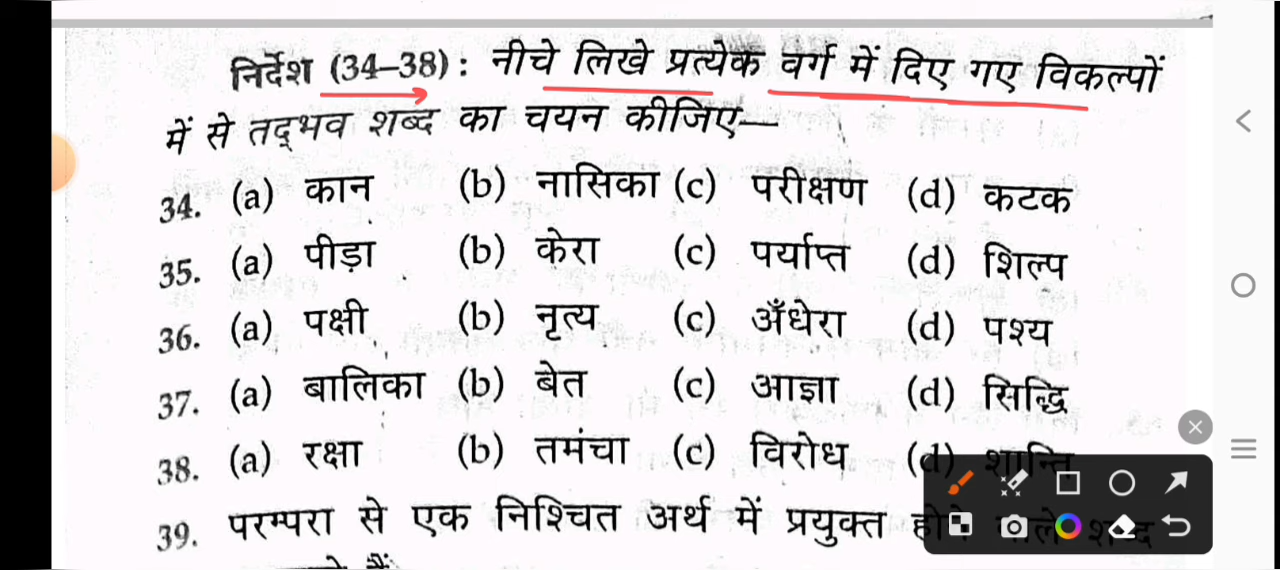 निर्देश (34–38) : नीचे लिखे प्रत्येक वर्ग में दिए गए विकल्पों
में से तद्भव शब्द का चयन कीजिए—
34. (a) कान (b) नासिका (c) परीक्षण (d) कटक
35. (a) पीड़ा (b) केरा (c) पर्याप्त (d) शिल्प
36. (a) पक्षी (b) नृत्य (c) अँधेरा (d) पश्य
37. (a) बालिका (b) बेत (c) आज्ञा (d) सिद्धि
38. (a) रक्षा (b) तमंचा (c) विरोध (d) शान्ति
39. परम्परा से एक निश्चित अर्थ में प्रयुक्त